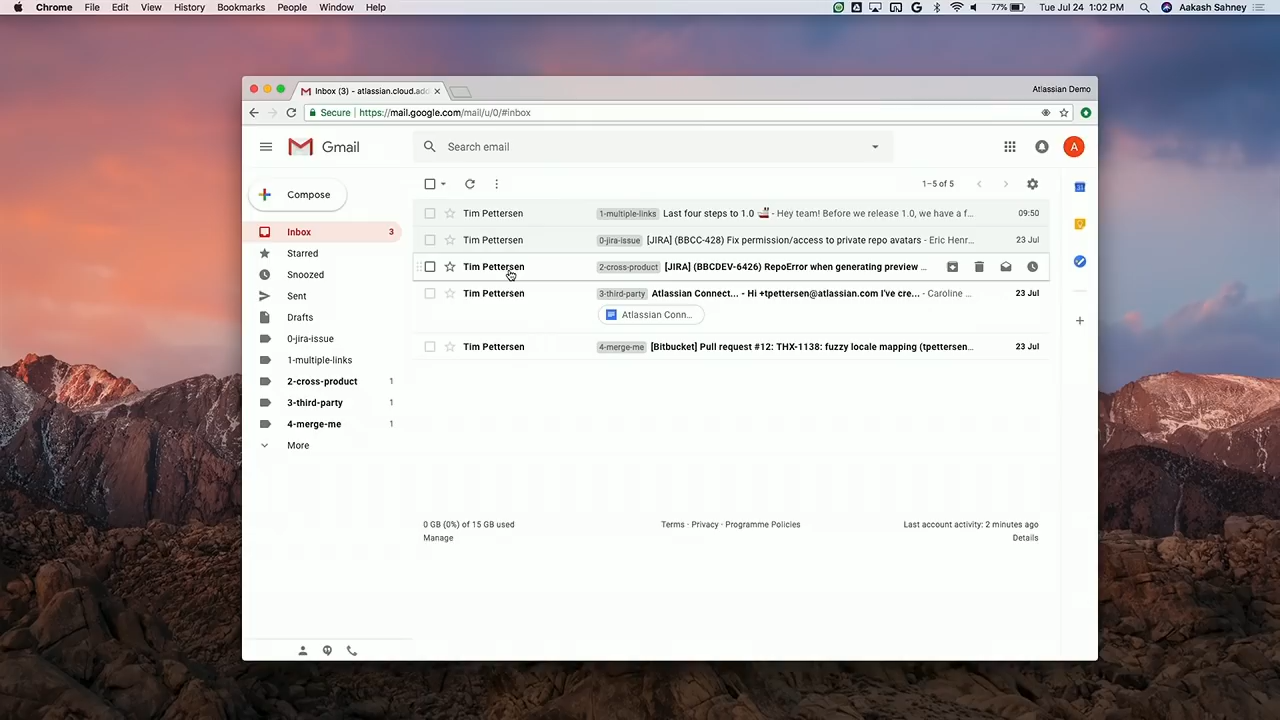 Chrome File Edit View History Bookmarks People Window Help 77% Tue Jul 24 1:02 PM Aakash Sahney
Inbox (3) - atlassian.cloud.add Atlassian Demo
Secure https://mail.google.com/mail/u/0/#inbox
Gmail Search email A
Compose 1–5 of 5
Tim Pettersen 1-multiple-links Last four steps to 1.0 - Hey team! Before we release 1.0, we have a f... 09:50
Inbox 3
Tim Pettersen 0-jira-issue [JIRA] (BBCC-428) Fix permission/access to private repo avatars - Eric Henr... 23 Jul
Starred
Tim Pettersen 2-cross-product [JIRA] (BBCDEV-6426) RepoError when generating preview ...
Snoozed
Tim Pettersen 3-third-party Atlassian Connect... - Hi +tpettersen@atlassian.com I've cre... - Caroline ... 23 Jul
Sent
Atlassian Conn...
Drafts
0-jira-issue
Tim Pettersen 4-merge-me [Bitbucket] Pull request #12: THX-1138: fuzzy locale mapping (tpettersen... 23 Jul
1-multiple-links
2-cross-product 1
3-third-party 1
4-merge-me 1
More
0 GB (0%) of 15 GB used Terms · Privacy · Programme Policies Last account activity: 2 minutes ago
Manage Details